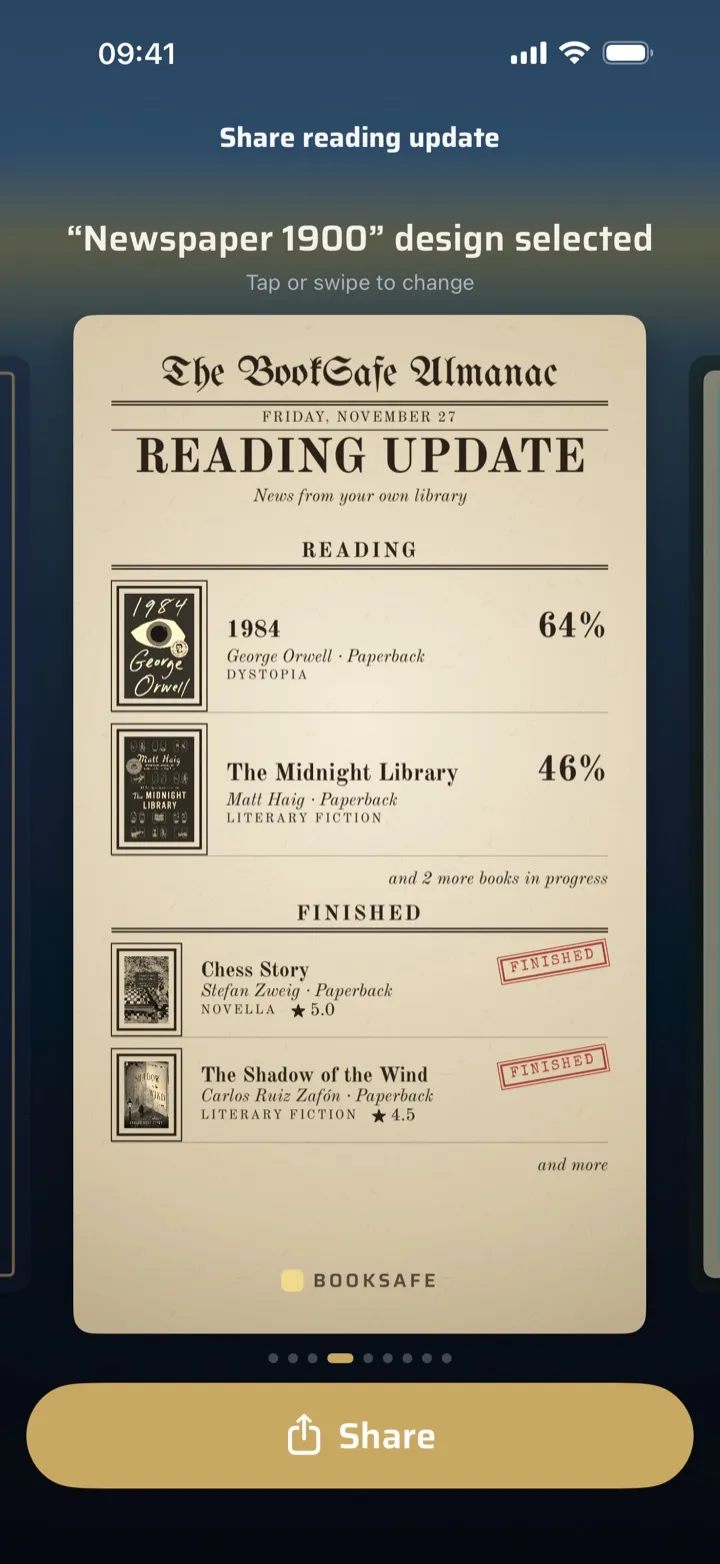 09:41
Share reading update
“Newspaper 1900” design selected
Tap or swipe to change
The BookSafe Almanac
FRIDAY, NOVEMBER 27
READING UPDATE
News from your own library
READING
1984
George
Orwell
1984
George Orwell · Paperback
DYSTOPIA
64%
Matt Haig
The MIDNIGHT
LIBRARY
The Midnight Library
Matt Haig · Paperback
LITERARY FICTION
46%
and 2 more books in progress
FINISHED
Chess Story
Stefan Zweig · Paperback
NOVELLA ★ 5.0
FINISHED
SHADOW
WIND
The Shadow of the Wind
Carlos Ruiz Zafón · Paperback
LITERARY FICTION ★ 4.5
FINISHED
and more
BOOKSAFE
Share